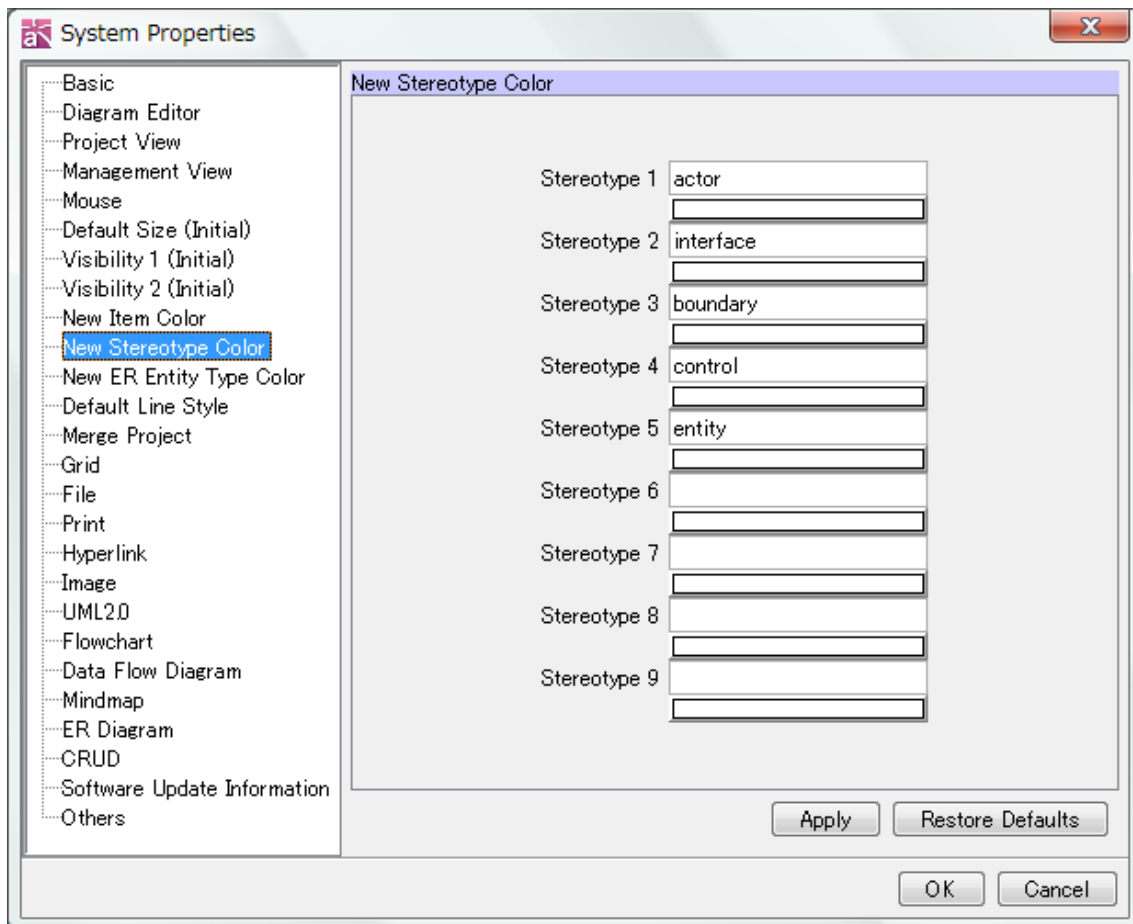 System Properties
Basic
Diagram Editor
Project View
Management View
Mouse
Default Size (Initial)
Visibility 1 (Initial)
Visibility 2 (Initial)
New Item Color
New Stereotype Color
New ER Entity Type Color
Default Line Style
Merge Project
Grid
File
Print
Hyperlink
Image
UML2.0
Flowchart
Data Flow Diagram
Mindmap
ER Diagram
CRUD
Software Update Information
Others
New Stereotype Color
Stereotype 1 actor
Stereotype 2 interface
Stereotype 3 boundary
Stereotype 4 control
Stereotype 5 entity
Stereotype 6
Stereotype 7
Stereotype 8
Stereotype 9
Apply Restore Defaults
OK Cancel